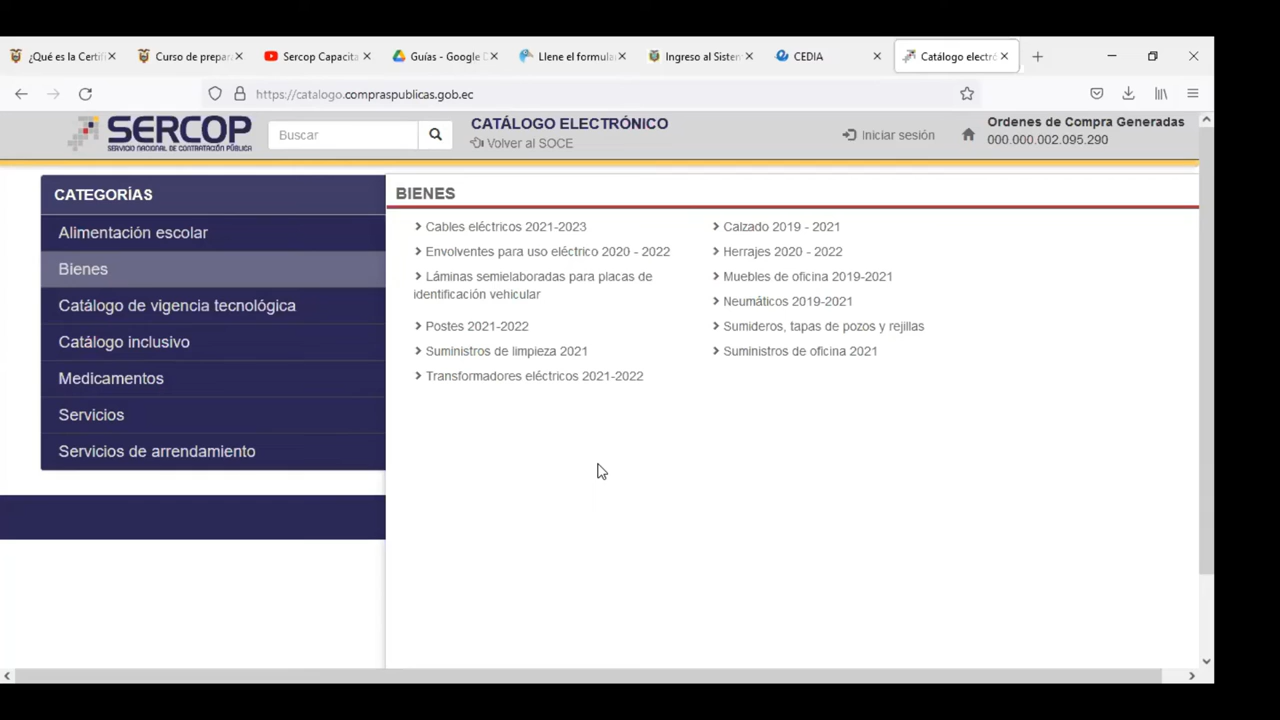 ¿Qué es la Certifi
Curso de prepar
Sercop Capacita
Guías - Google D
Llene el formular
Ingreso al Sistem
CEDIA
Catálogo electró
https://catalogo.compraspublicas.gob.ec
SERCOP
SERVICIO NACIONAL DE CONTRATACIÓN PÚBLICA
Buscar
CATÁLOGO ELECTRÓNICO
Volver al SOCE
Iniciar sesión
Ordenes de Compra Generadas
000.000.002.095.290
CATEGORÍAS
Alimentación escolar
Bienes
Catálogo de vigencia tecnológica
Catálogo inclusivo
Medicamentos
Servicios
Servicios de arrendamiento
BIENES
Cables eléctricos 2021-2023
Calzado 2019 - 2021
Envolventes para uso eléctrico 2020 - 2022
Herrajes 2020 - 2022
Láminas semielaboradas para placas de
identificación vehicular
Muebles de oficina 2019-2021
Neumáticos 2019-2021
Postes 2021-2022
Sumideros, tapas de pozos y rejillas
Suministros de limpieza 2021
Suministros de oficina 2021
Transformadores eléctricos 2021-2022